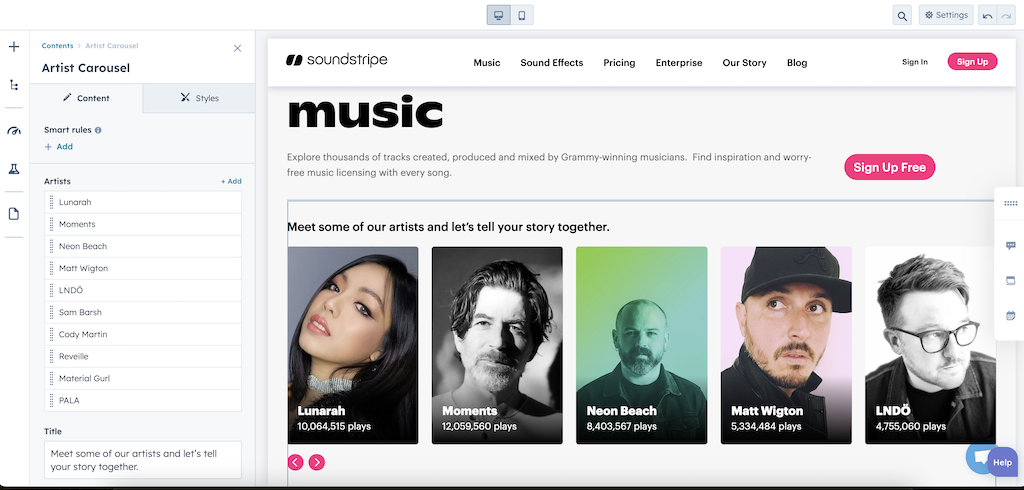 Settings
Contents > Artist Carousel
Artist Carousel
Content
Styles
Smart rules
+ Add
Artists
+ Add
Lunarah
Moments
Neon Beach
Matt Wigton
LNDÖ
Sam Barsh
Cody Martin
Reveille
Material Gurl
PALA
Title
Meet some of our artists and let's tell
your story together.
soundstripe
Music
Sound Effects
Pricing
Enterprise
Our Story
Blog
Sign In
Sign Up
music
Explore thousands of tracks created, produced and mixed by Grammy-winning musicians.  Find inspiration and worry-
free music licensing with every song.
Sign Up Free
Meet some of our artists and let's tell your story together.
Lunarah
10,064,515 plays
Moments
12,059,560 plays
Neon Beach
8,403,567 plays
Matt Wigton
5,334,484 plays
LNDÖ
4,755,060 plays
Help